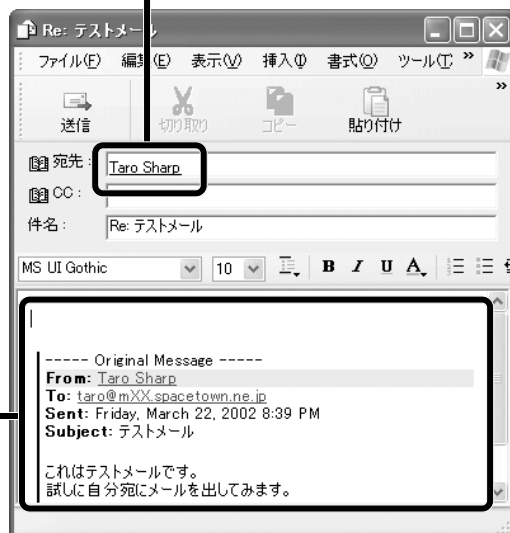 Re: テストメール
ファイル(F) 編集(E) 表示(V) 挿入(I) 書式(O) ツール(T) »
送信 切り取り コピー 貼り付け »
宛先: Taro Sharp
CC:
件名: Re: テストメール
MS UI Gothic 10 B I U A
----- Original Message -----
From: Taro Sharp
To: taro@mXX.spacetown.ne.jp
Sent: Friday, March 22, 2002 8:39 PM
Subject: テストメール
これはテストメールです。
試しに自分宛にメールを出してみます。